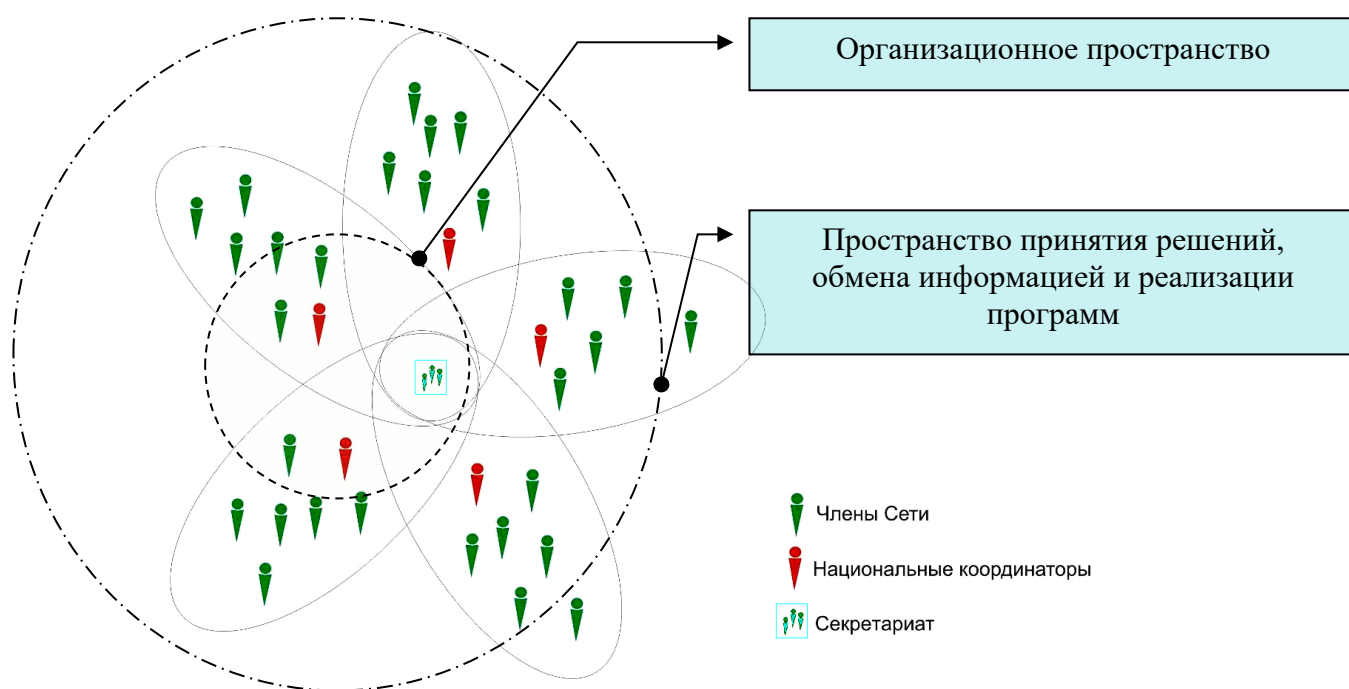 Организационное пространство
Пространство принятия решений,
обмена информацией и реализации
программ
Члены Сети
Национальные координаторы
Секретариат